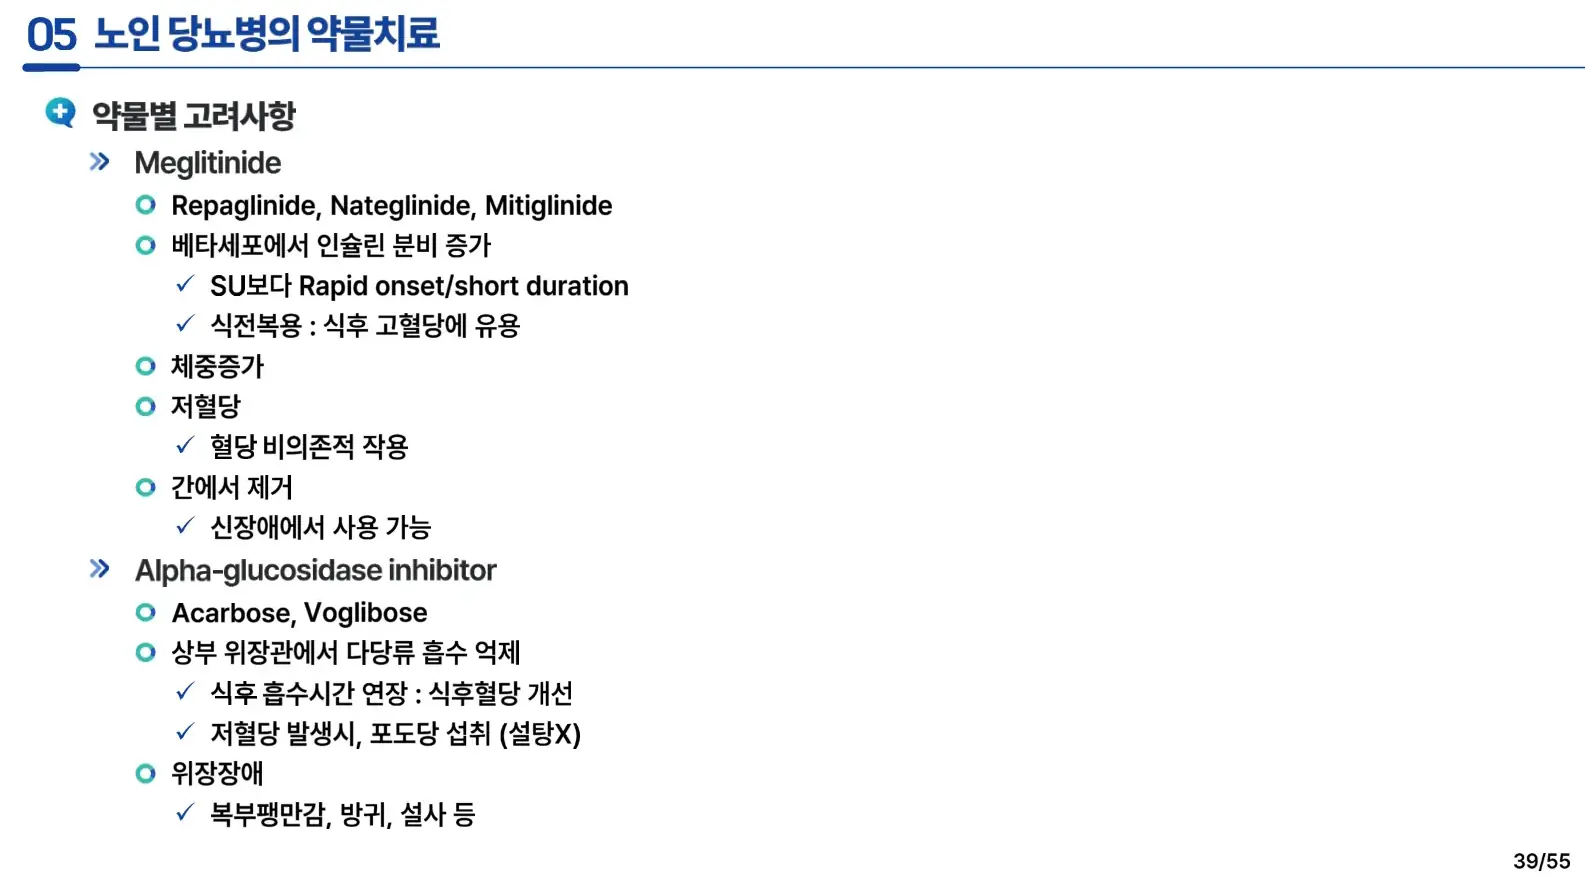 05 노인 당뇨병의 약물치료
약물별 고려사항
Meglitinide
Repaglinide, Nateglinide, Mitiglinide
베타세포에서 인슐린 분비 증가
✓ SU보다 Rapid onset/short duration
✓ 식전복용 : 식후 고혈당에 유용
체중증가
저혈당
✓ 혈당 비의존적 작용
간에서 제거
✓ 신장애에서 사용 가능
Alpha-glucosidase inhibitor
Acarbose, Voglibose
상부 위장관에서 다당류 흡수 억제
✓ 식후 흡수시간 연장 : 식후혈당 개선
✓ 저혈당 발생시, 포도당 섭취 (설탕X)
위장장애
✓ 복부팽만감, 방귀, 설사 등
39/55